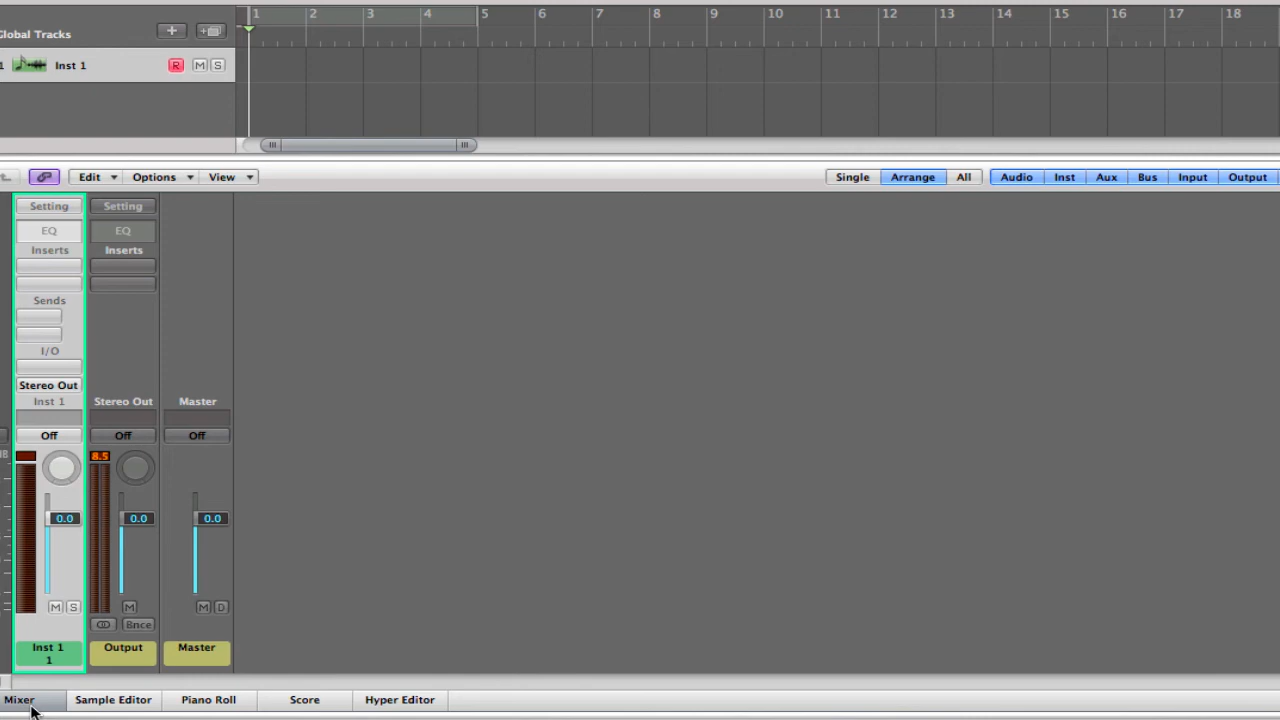 1 2 3 4 5 6 7 8 9 10 11 12 13 14 15 16 17 18
Global Tracks
1 Inst 1 R M S
Edit Options View Single Arrange All Audio Inst Aux Bus Input Output
Setting Setting
EQ EQ
Inserts Inserts
Sends
I/O
Stereo Out
Inst 1 Stereo Out Master
Off Off Off
8.5
0.0 0.0 0.0
M S M M D
Bnce
Inst 1 Output Master
1
Mixer Sample Editor Piano Roll Score Hyper Editor